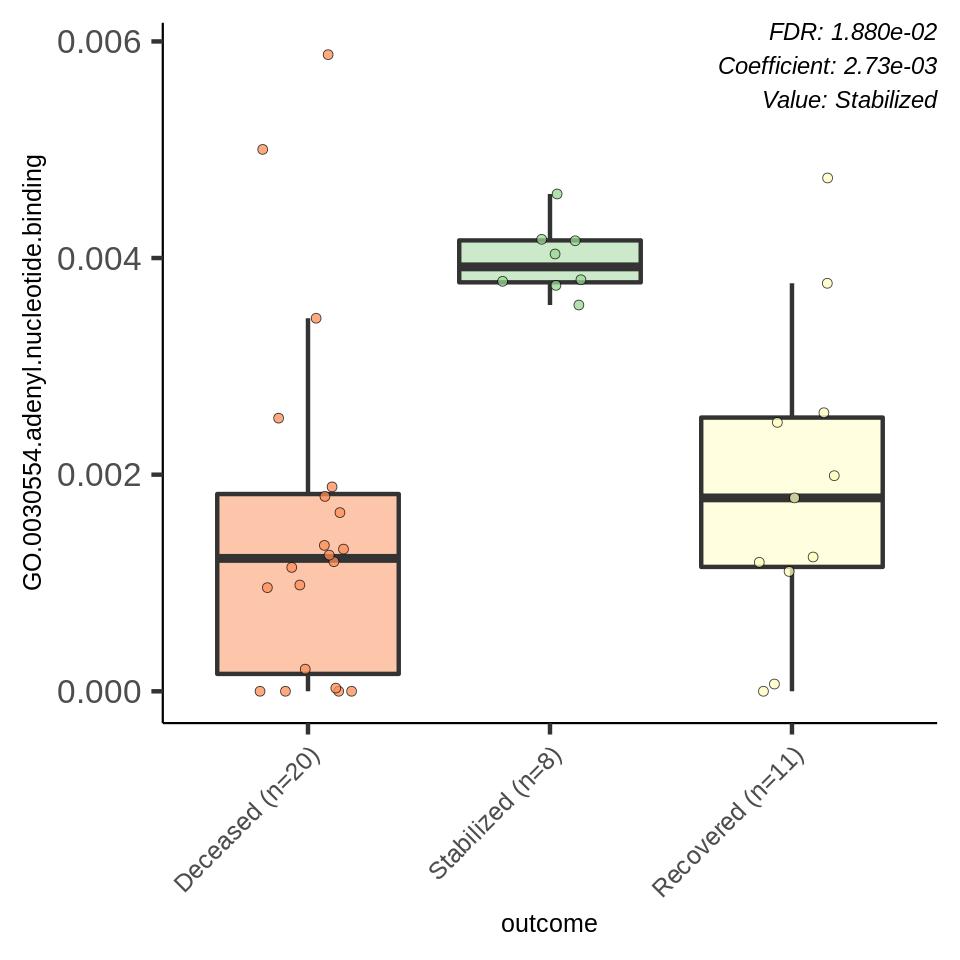 FDR: 1.880e-02
Coefficient: 2.73e-03
Value: Stabilized
GO.0030554.adenyl.nucleotide.binding
0.006
0.004
0.002
0.000
Deceased (n=20)
Stabilized (n=8)
Recovered (n=11)
outcome